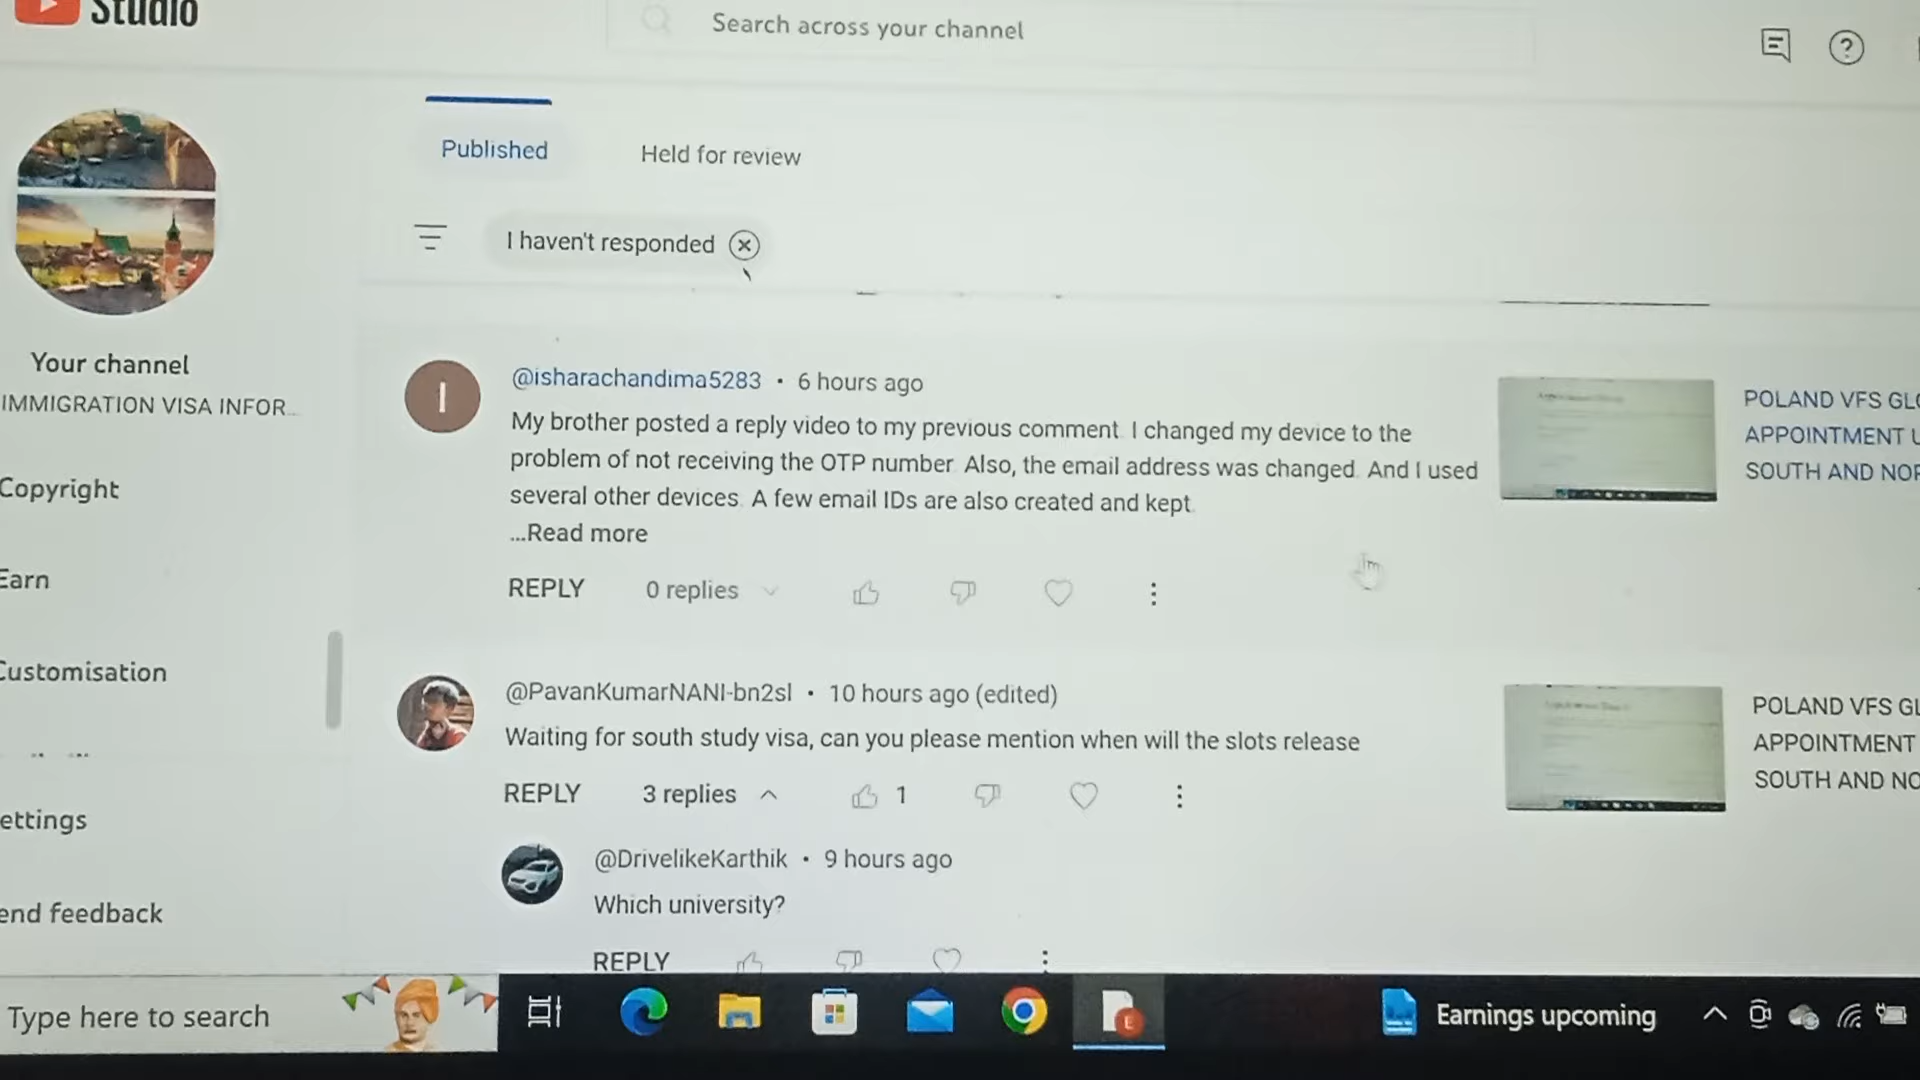 Studio
Search across your channel
Published
Held for review
I haven't responded
Your channel
IMMIGRATION VISA INFOR...
Copyright
Earn
Customisation
ettings
end feedback
@isharachandima5283 • 6 hours ago
My brother posted a reply video to my previous comment. I changed my device to the
problem of not receiving the OTP number. Also, the email address was changed. And I used
several other devices. A few email IDs are also created and kept.
...Read more
REPLY 0 replies
POLAND VFS GLO
APPOINTMENT U
SOUTH AND NOR
@PavanKumarNANI-bn2sl • 10 hours ago (edited)
Waiting for south study visa, can you please mention when will the slots release
REPLY 3 replies 1
POLAND VFS GL
APPOINTMENT
SOUTH AND NO
@DrivelikeKarthik • 9 hours ago
Which university?
REPLY
Type here to search
E
Earnings upcoming